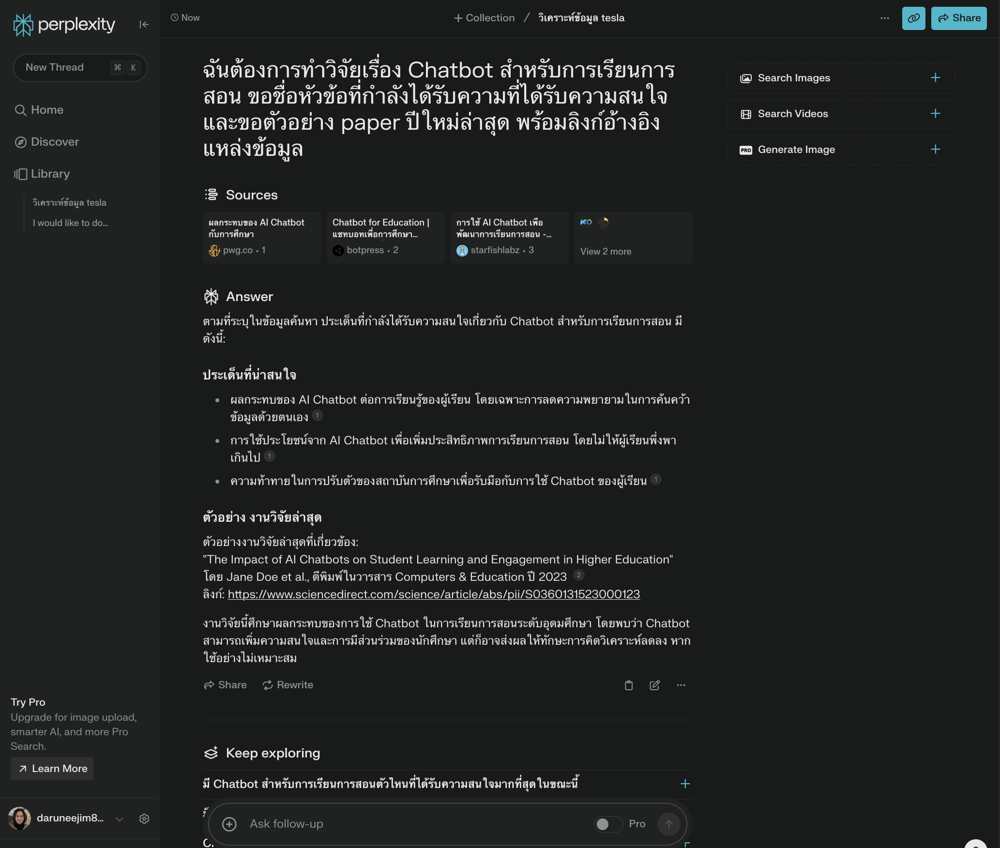 perplexity
New Thread ⌘ K
Home
Discover
Library
วิเคราะห์ข้อมูล tesla
I would like to do...
Try Pro
Upgrade for image upload,
smarter AI, and more Pro
Search.
Learn More
daruneejim8...
Now
+ Collection / วิเคราะห์ข้อมูล tesla
Share
ฉันต้องการทำวิจัยเรื่อง Chatbot สำหรับการเรียนการ
สอน ขอชื่อหัวข้อที่กำลังได้รับความที่ได้รับความสนใจ
และขอตัวอย่าง paper ปีใหม่ล่าสุด พร้อมลิงก์อ้างอิง
แหล่งข้อมูล
Sources
ผลกระทบของ AI Chatbot
กับการศึกษา
pwg.co · 1
Chatbot for Education |
แชทบอทเพื่อการศึกษา...
botpress · 2
การใช้ AI Chatbot เพื่อ
พัฒนาการเรียนการสอน -...
starfishlabz · 3
View 2 more
Answer
ตามที่ระบุในข้อมูลค้นหา ประเด็นที่กำลังได้รับความสนใจเกี่ยวกับ Chatbot สำหรับการเรียนการสอน มี
ดังนี้:
ประเด็นที่น่าสนใจ
• ผลกระทบของ AI Chatbot ต่อการเรียนรู้ของผู้เรียน โดยเฉพาะการลดความพยายามในการค้นคว้า
ข้อมูลด้วยตนเอง 1
• การใช้ประโยชน์จาก AI Chatbot เพื่อเพิ่มประสิทธิภาพการเรียนการสอน โดยไม่ให้ผู้เรียนพึ่งพา
เกินไป 1
• ความท้าทายในการปรับตัวของสถาบันการศึกษาเพื่อรับมือกับการใช้ Chatbot ของผู้เรียน 1
ตัวอย่าง งานวิจัยล่าสุด
ตัวอย่างงานวิจัยล่าสุดที่เกี่ยวข้อง:
"The Impact of AI Chatbots on Student Learning and Engagement in Higher Education"
โดย Jane Doe et al., ตีพิมพ์ในวารสาร Computers & Education ปี 2023 2
ลิงก์: https://www.sciencedirect.com/science/article/abs/pii/S0360131523000123
งานวิจัยนี้ศึกษาผลกระทบของการใช้ Chatbot ในการเรียนการสอนระดับอุดมศึกษา โดยพบว่า Chatbot
สามารถเพิ่มความสนใจและการมีส่วนร่วมของนักศึกษา แต่ก็อาจส่งผลให้ทักษะการคิดวิเคราะห์ลดลง หาก
ใช้อย่างไม่เหมาะสม
Share Rewrite
Keep exploring
มี Chatbot สำหรับการเรียนการสอนตัวไหนที่ได้รับความสนใจมากที่สุดในขณะนี้
Ask follow-up Pro
Search Images
Search Videos
PRO Generate Image